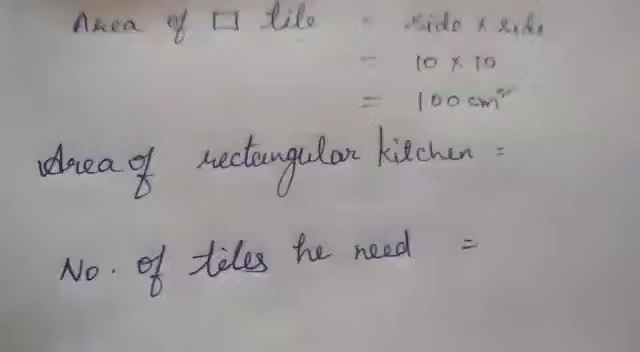 Area of □ tile = side × side
= 10 × 10
= 100 cm²
Area of rectangular kitchen =
No. of tiles he need =